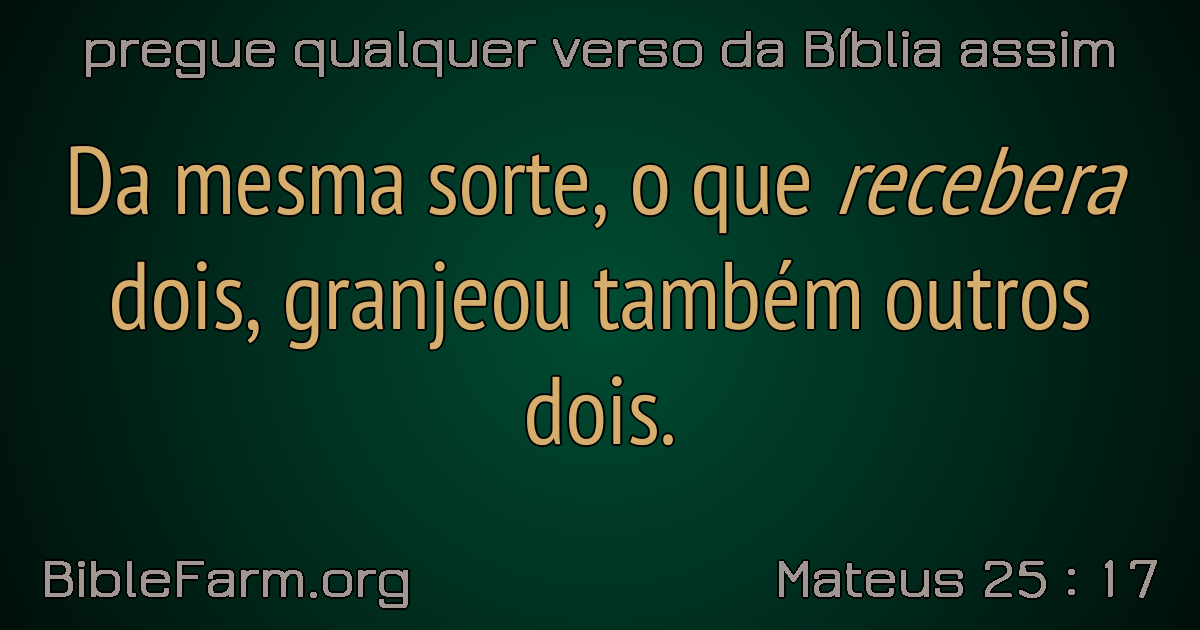 pregue qualquer verso da Bíblia assim
Da mesma sorte, o que recebera
dois, granjeou também outros
dois.
BibleFarm.org
Mateus 25 : 17